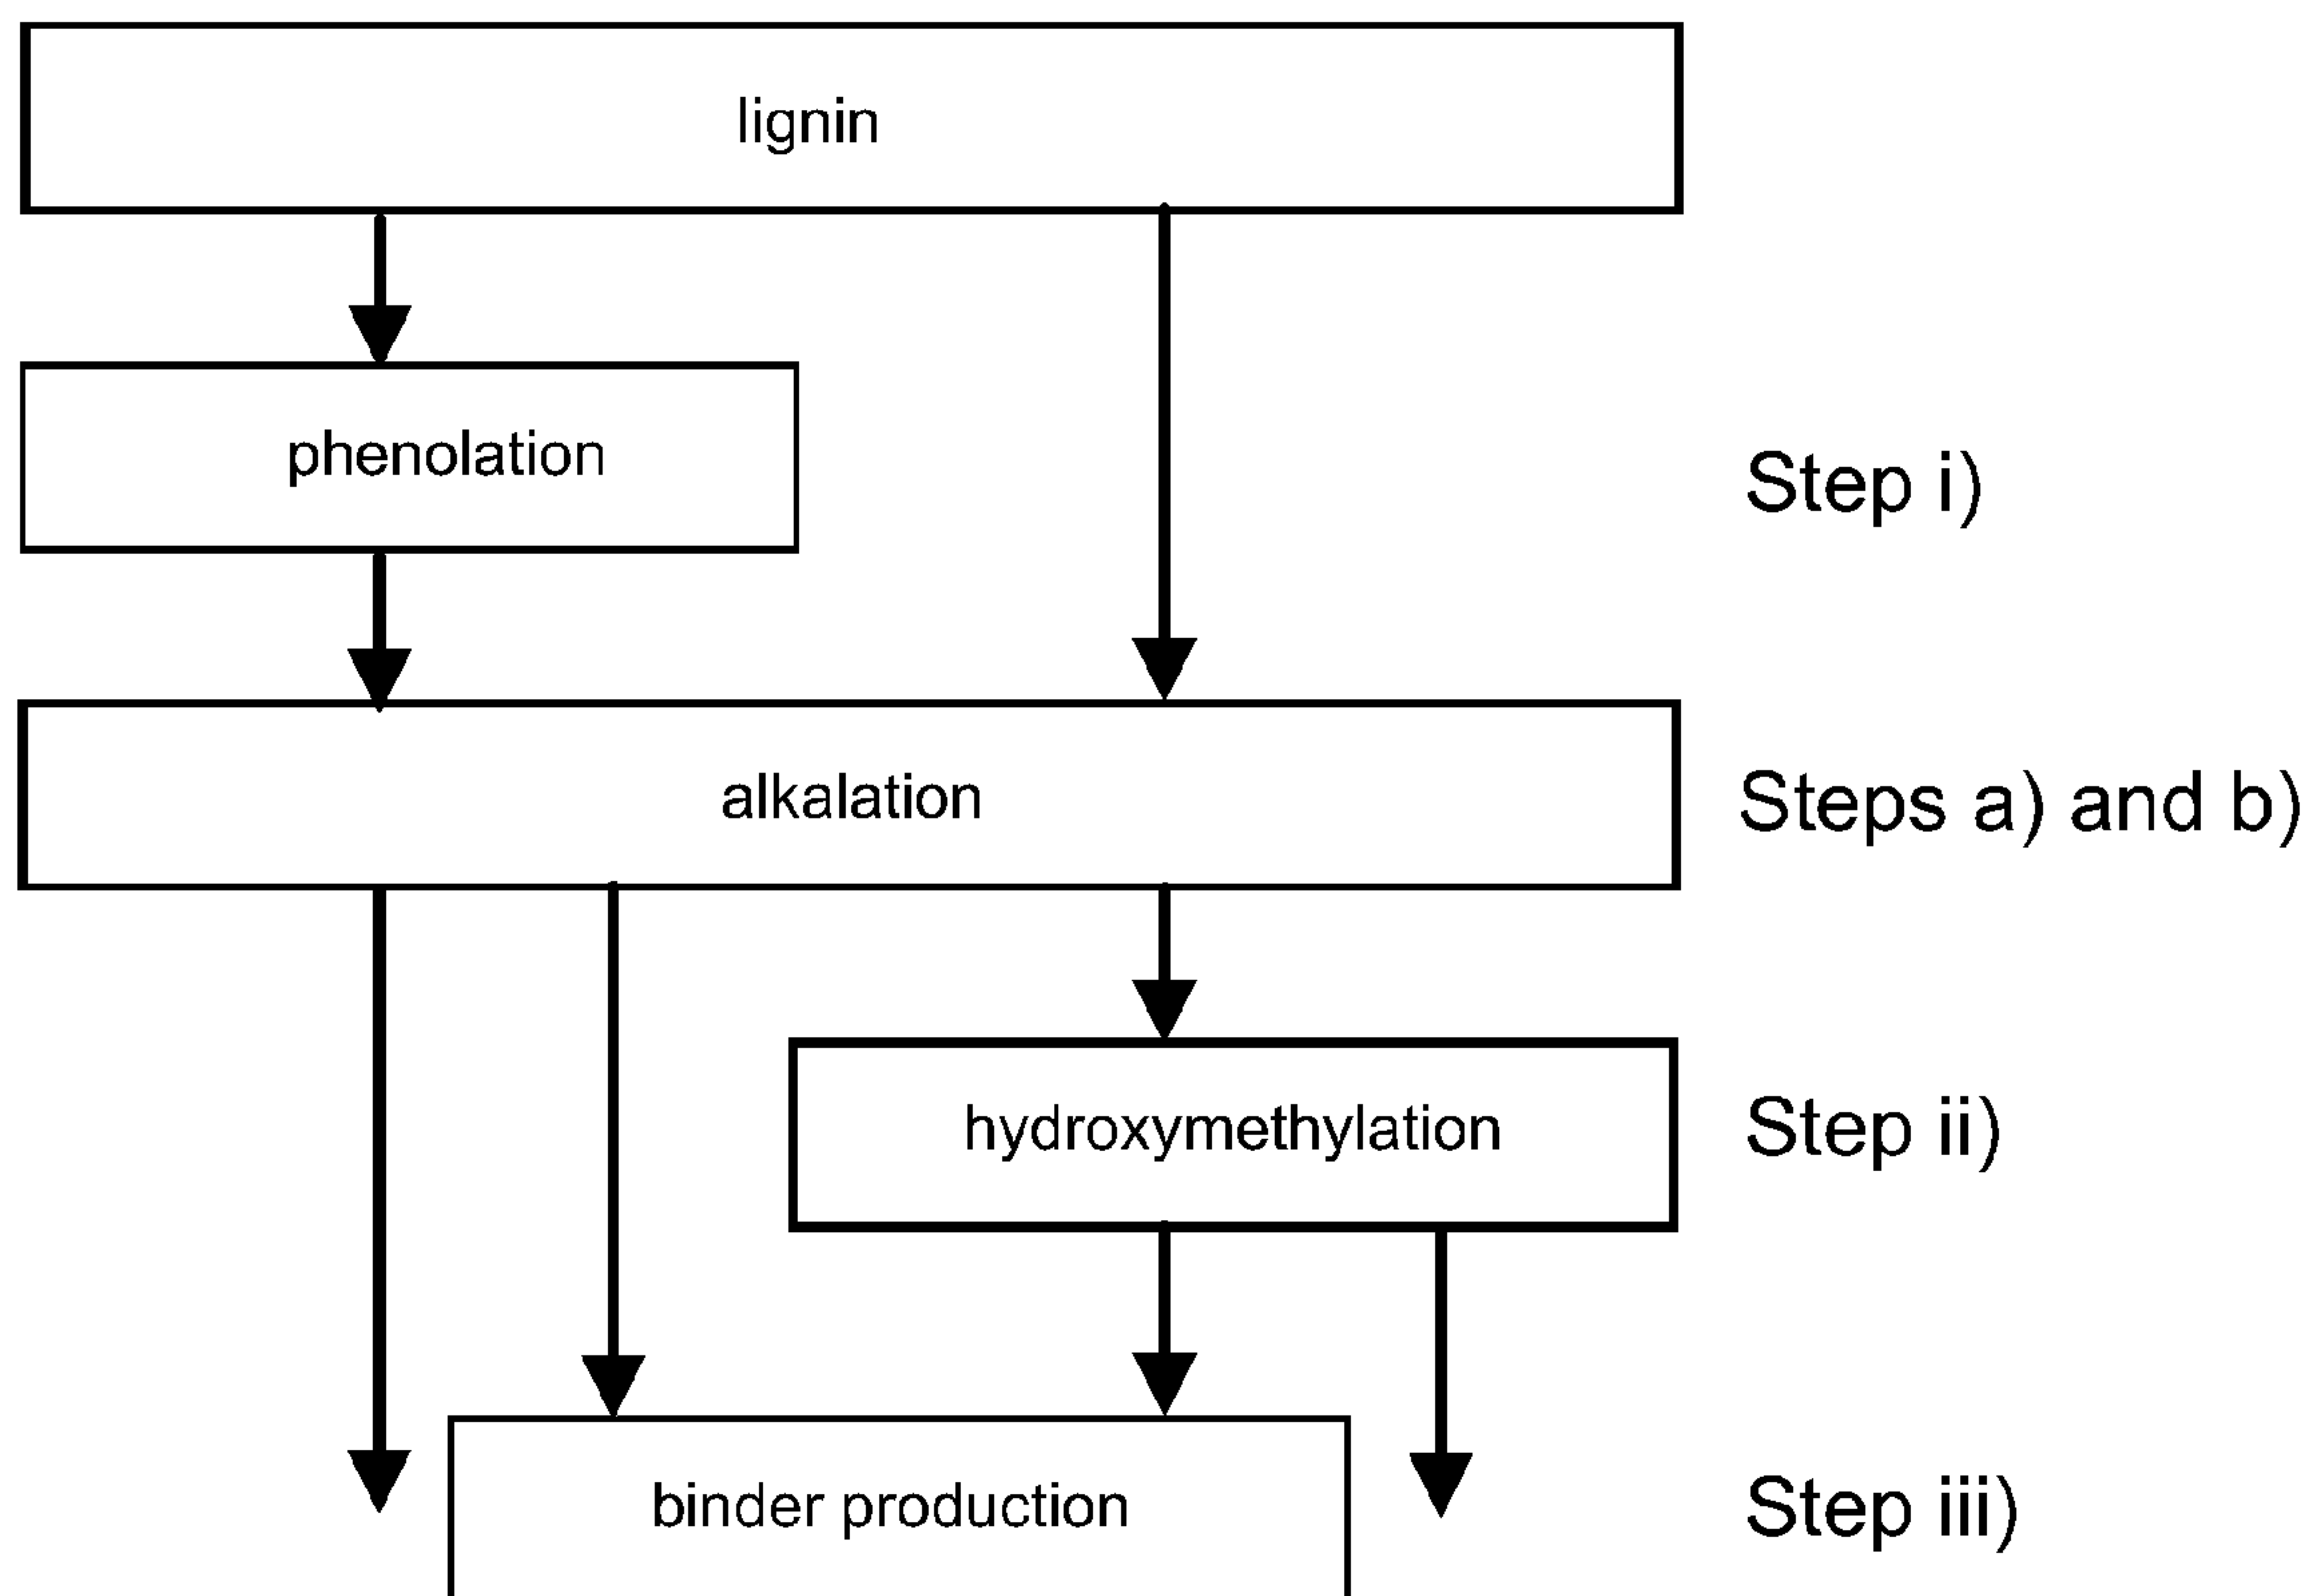 lignin
phenolation
Step i)
alkalation
Steps a) and b)
hydroxymethylation
Step ii)
binder production
Step iii)